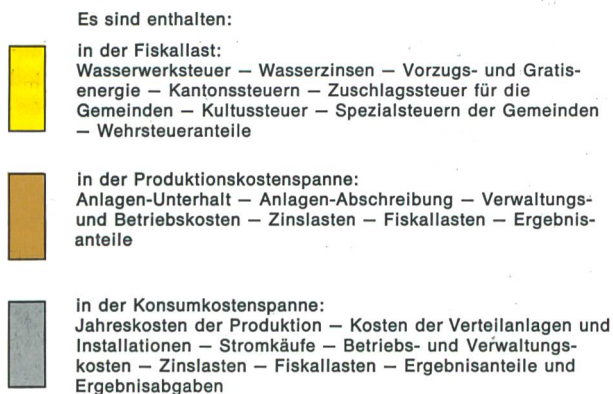 Es sind enthalten:
in der Fiskallast:
Wasserwerksteuer — Wasserzinsen — Vorzugs- und Gratis-
energie — Kantonssteuern — Zuschlagssteuer für die
Gemeinden — Kultussteuer — Spezialsteuern der Gemeinden
— Wehrsteueranteile
in der Produktionskostenspanne:
Anlagen-Unterhalt — Anlagen-Abschreibung — Verwaltungs-
und Betriebskosten — Zinslasten — Fiskallasten — Ergebnis-
anteile
in der Konsumkostenspanne:
Jahreskosten der Produktion — Kosten der Verteilanlagen und
Installationen — Stromkäufe — Betriebs- und Verwaltungs-
kosten — Zinslasten — Fiskallasten — Ergebnisanteile und
Ergebnisabgaben